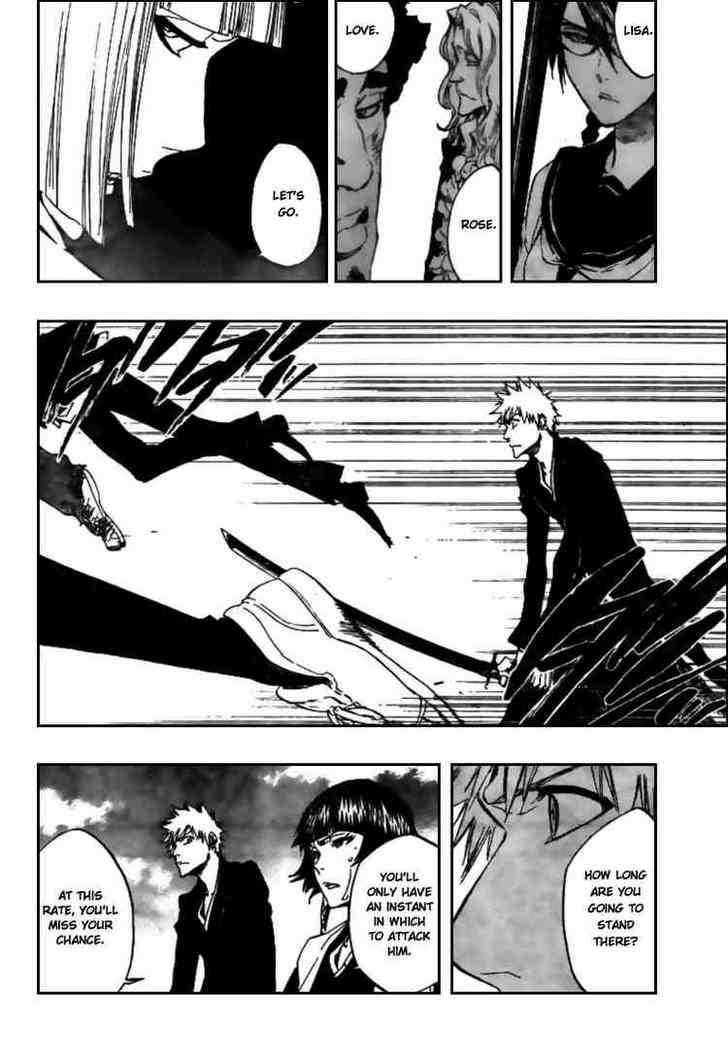 LISA.
LOVE.
ROSE.
LET'S
GO.
HOW LONG
ARE YOU
GOING TO
STAND
THERE?
YOU'LL
ONLY HAVE
AN INSTANT
IN WHICH
TO ATTACK
HIM.
AT THIS
RATE, YOU'LL
MISS YOUR
CHANCE.